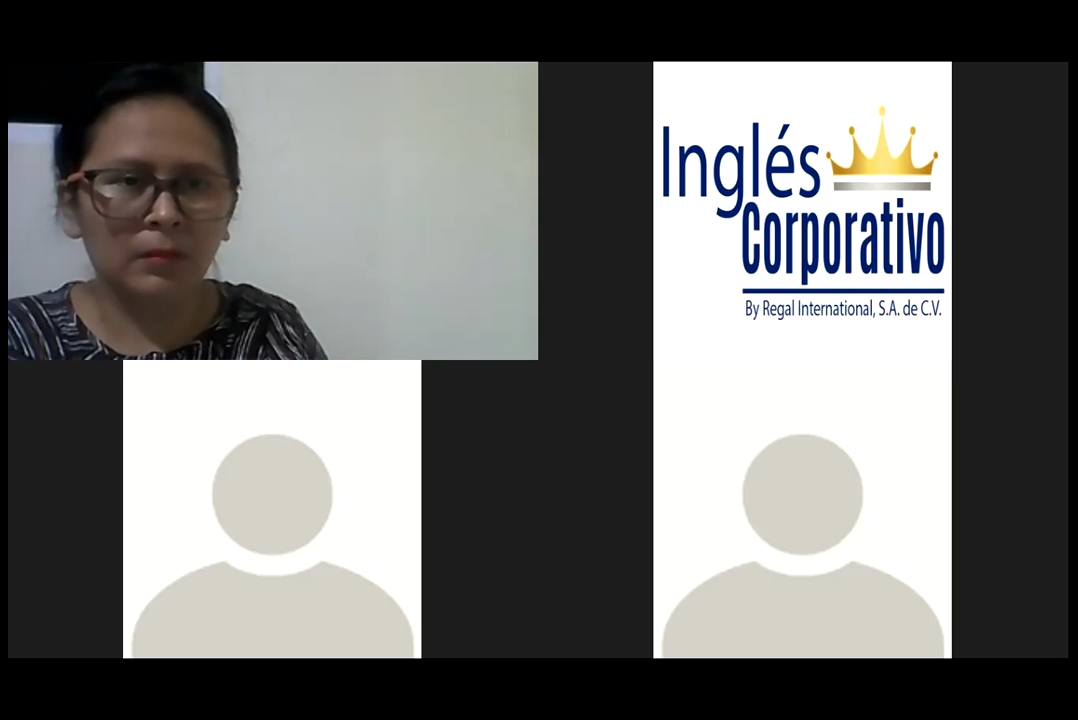 Inglés
Corporativo
By Regal International, S.A. de C.V.